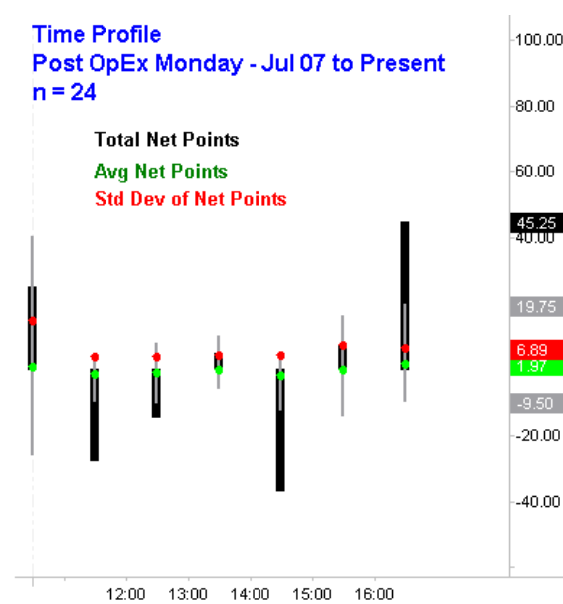 Time Profile
Post OpEx Monday - Jul 07 to Present
n = 24
Total Net Points
Avg Net Points
Std Dev of Net Points
100.00
80.00
60.00
45.25
40.00
19.75
6.89
1.97
-9.50
-20.00
-40.00
12:00 13:00 14:00 15:00 16:00